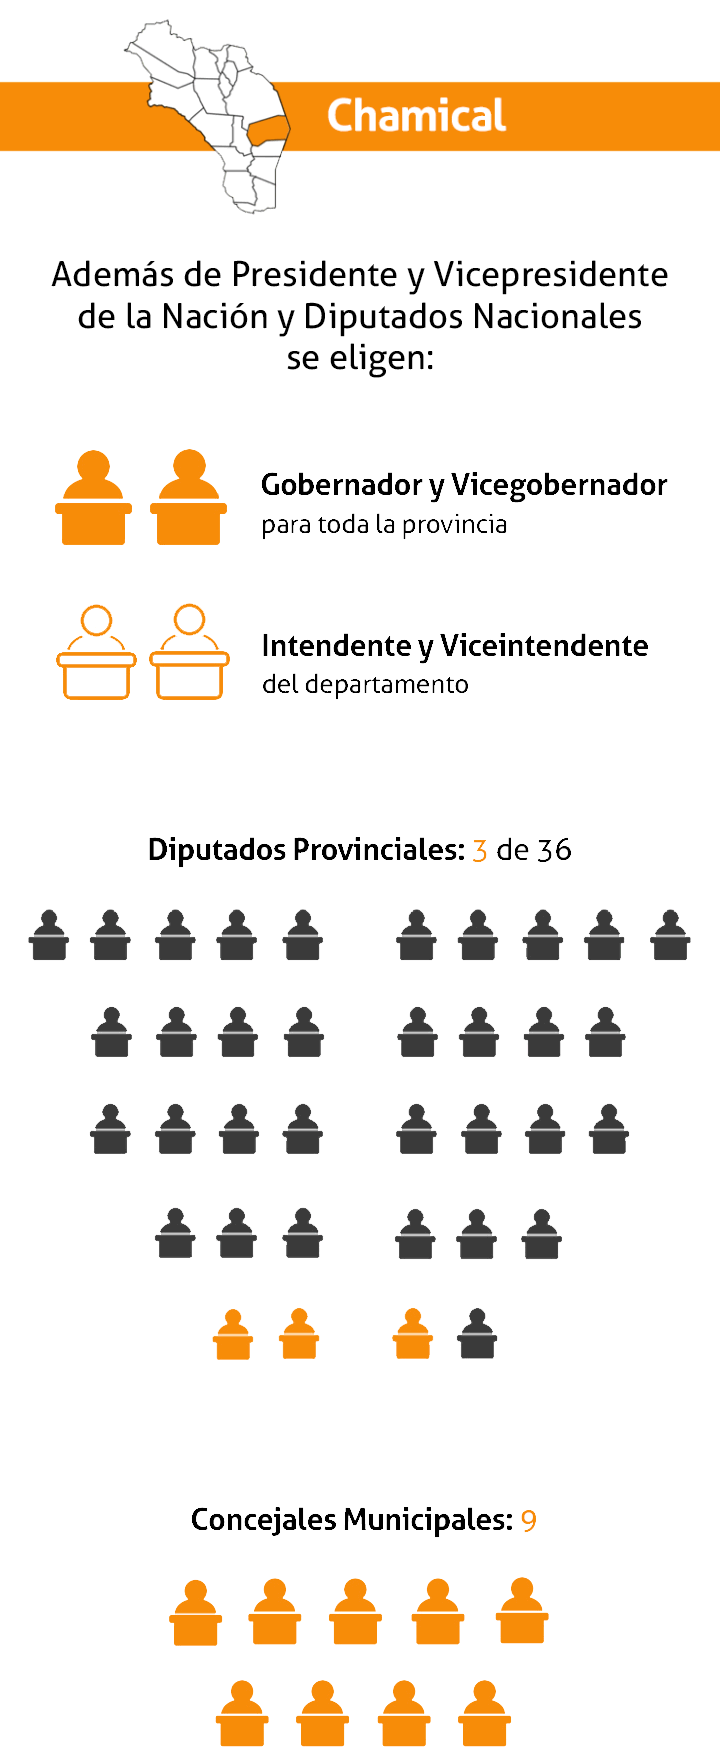 Chamical
Además de Presidente y Vicepresidente
de la Nación y Diputados Nacionales
se eligen:
Gobernador y Vicegobernador
para toda la provincia
Intendente y Viceintendente
del departamento
Diputados Provinciales: 3 de 36
Concejales Municipales: 9